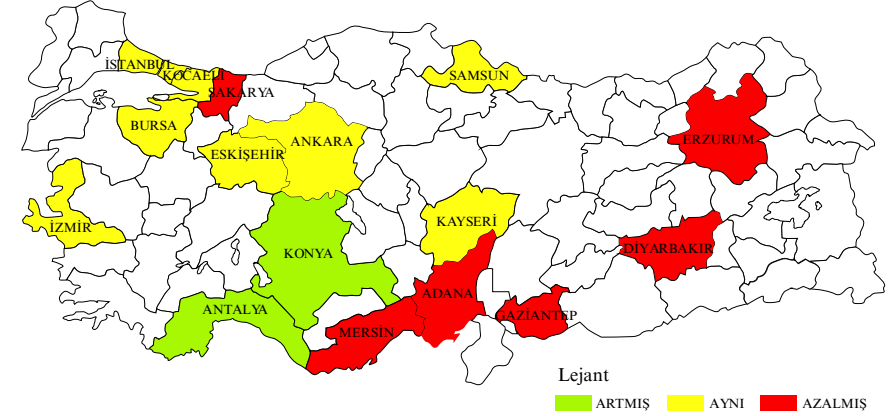 İSTANBUL
KOCAELİ
SAKARYA
SAMSUN
BURSA
ANKARA
ESKİŞEHİR
ERZURUM
İZMİR
KAYSERİ
KONYA
DİYARBAKIR
ADANA
ANTALYA
GAZİANTEP
MERSIN
Lejant
ARTMIŞ AYNI AZALMIŞ